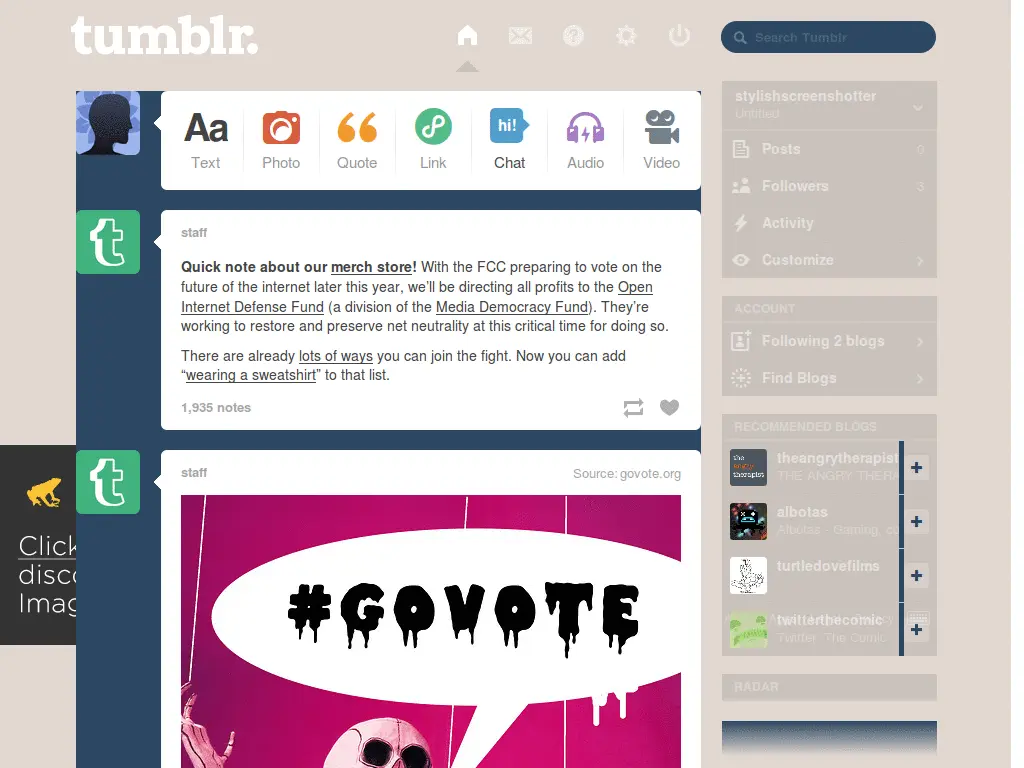 tumblr.
Search Tumblr
Aa
hi!
Text
Photo
Quote
Link
Chat
Audio
Video
stylishscreenshotter
Untitled
Posts
Followers 3
Activity
Customize
staff
Quick note about our merch store! With the FCC preparing to vote on the
future of the internet later this year, we’ll be directing all profits to the Open
Internet Defense Fund (a division of the Media Democracy Fund). They’re
working to restore and preserve net neutrality at this critical time for doing so.
There are already lots of ways you can join the fight. Now you can add
“wearing a sweatshirt” to that list.
1,935 notes
ACCOUNT
Following 2 blogs
Find Blogs
RECOMMENDED BLOGS
the angry therapist
theangrytherapist
THE ANGRY THERA
albotas
Albotas · Gaming, co
turtledovefilms
twitterthecomic
Twitter: The Comic
RADAR
Click
disco
Imag
t
staff
Source: govote.org
t
#GOVOTE